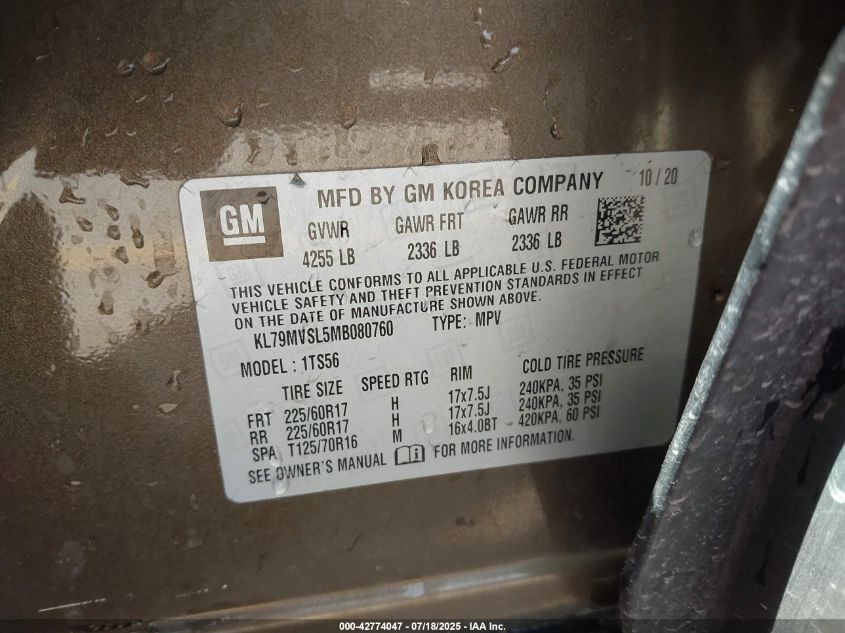 GM
MFD BY GM KOREA COMPANY 10 / 20
GVWR GAWR FRT GAWR RR
4255 LB 2336 LB 2336 LB
THIS VEHICLE CONFORMS TO ALL APPLICABLE U.S. FEDERAL MOTOR
VEHICLE SAFETY AND THEFT PREVENTION STANDARDS IN EFFECT
ON THE DATE OF MANUFACTURE SHOWN ABOVE.
KL79MVSL5MB080760 TYPE: MPV
MODEL : 1TS56
TIRE SIZE SPEED RTG RIM COLD TIRE PRESSURE
FRT 225/60R17 H 17x7.5J 240KPA, 35 PSI
RR 225/60R17 H 17x7.5J 240KPA, 35 PSI
SPA T125/70R16 M 16x4.0BT 420KPA, 60 PSI
SEE OWNER'S MANUAL FOR MORE INFORMATION.
000-42774047 07/18/2025 - IAA Inc.